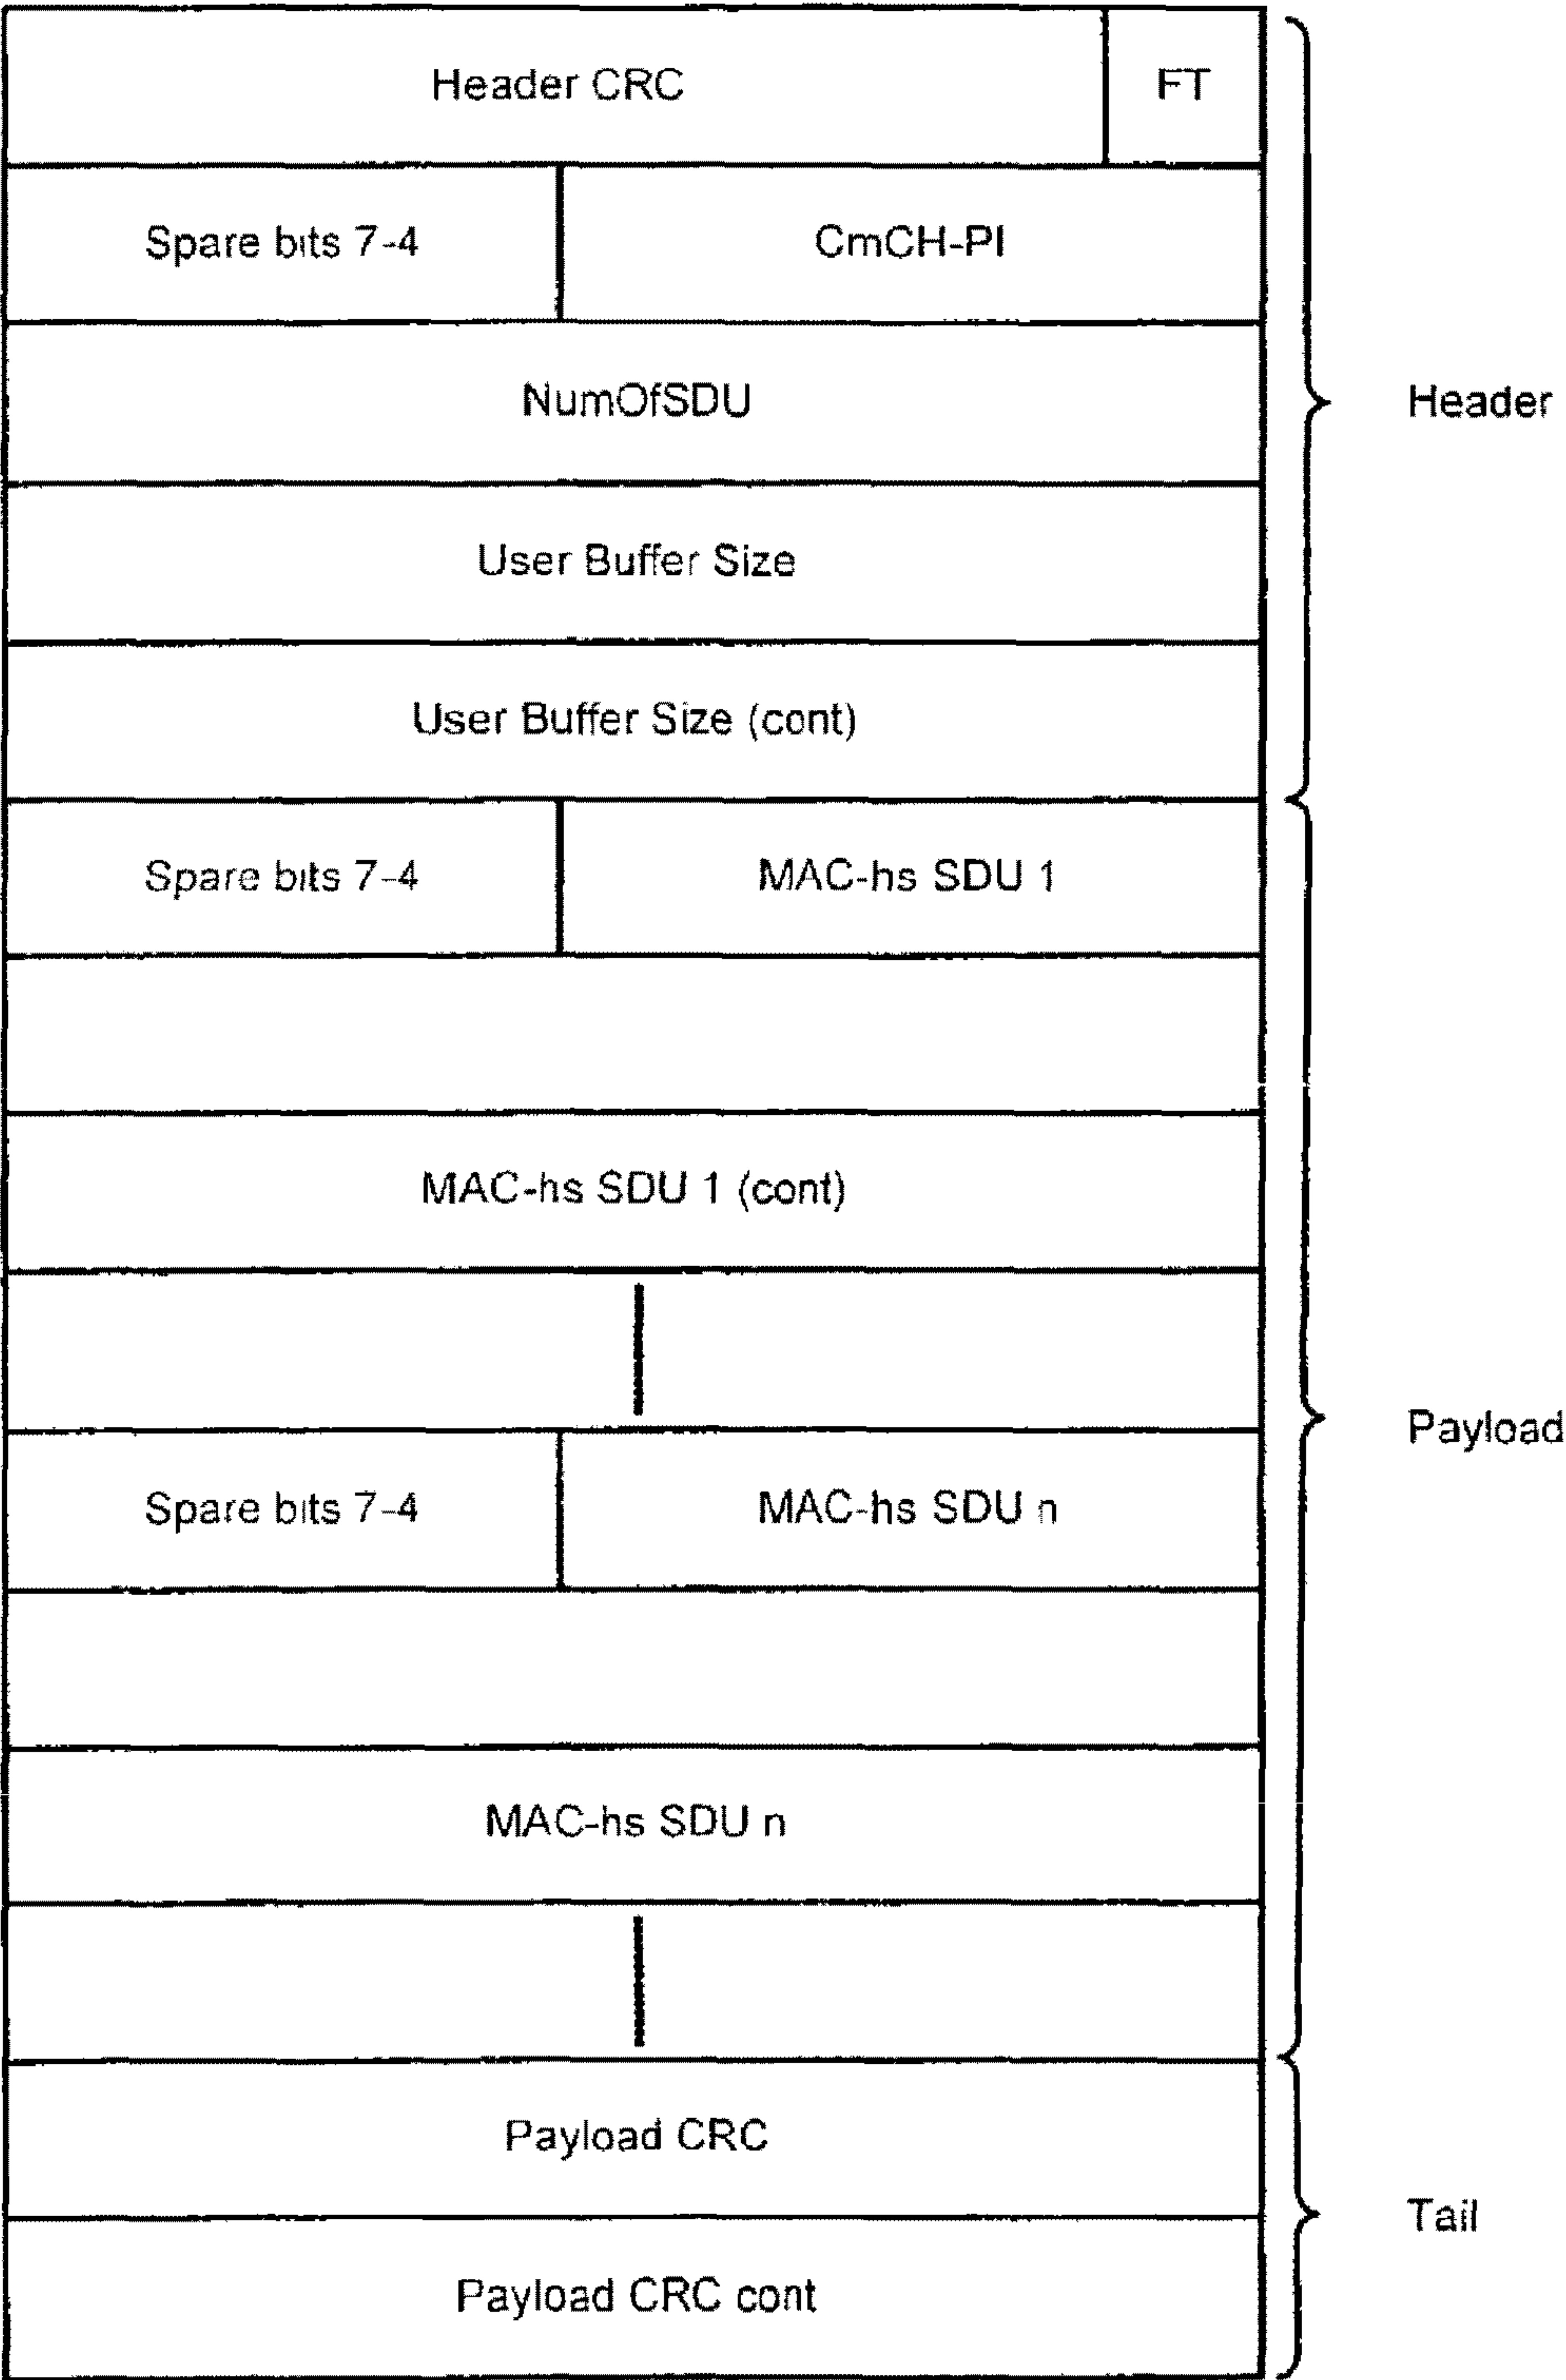 Header CRC FT
Spare bits 7-4 CmCH-PI
NumOfSDU
Header
User Buffer Size
User Buffer Size (cont)
Spare bits 7-4 MAC-hs SDU 1
MAC-hs SDU 1 (cont)
Payload
Spare bits 7-4 MAC-hs SDU n
MAC-hs SDU n
Payload CRC
Tail
Payload CRC cont